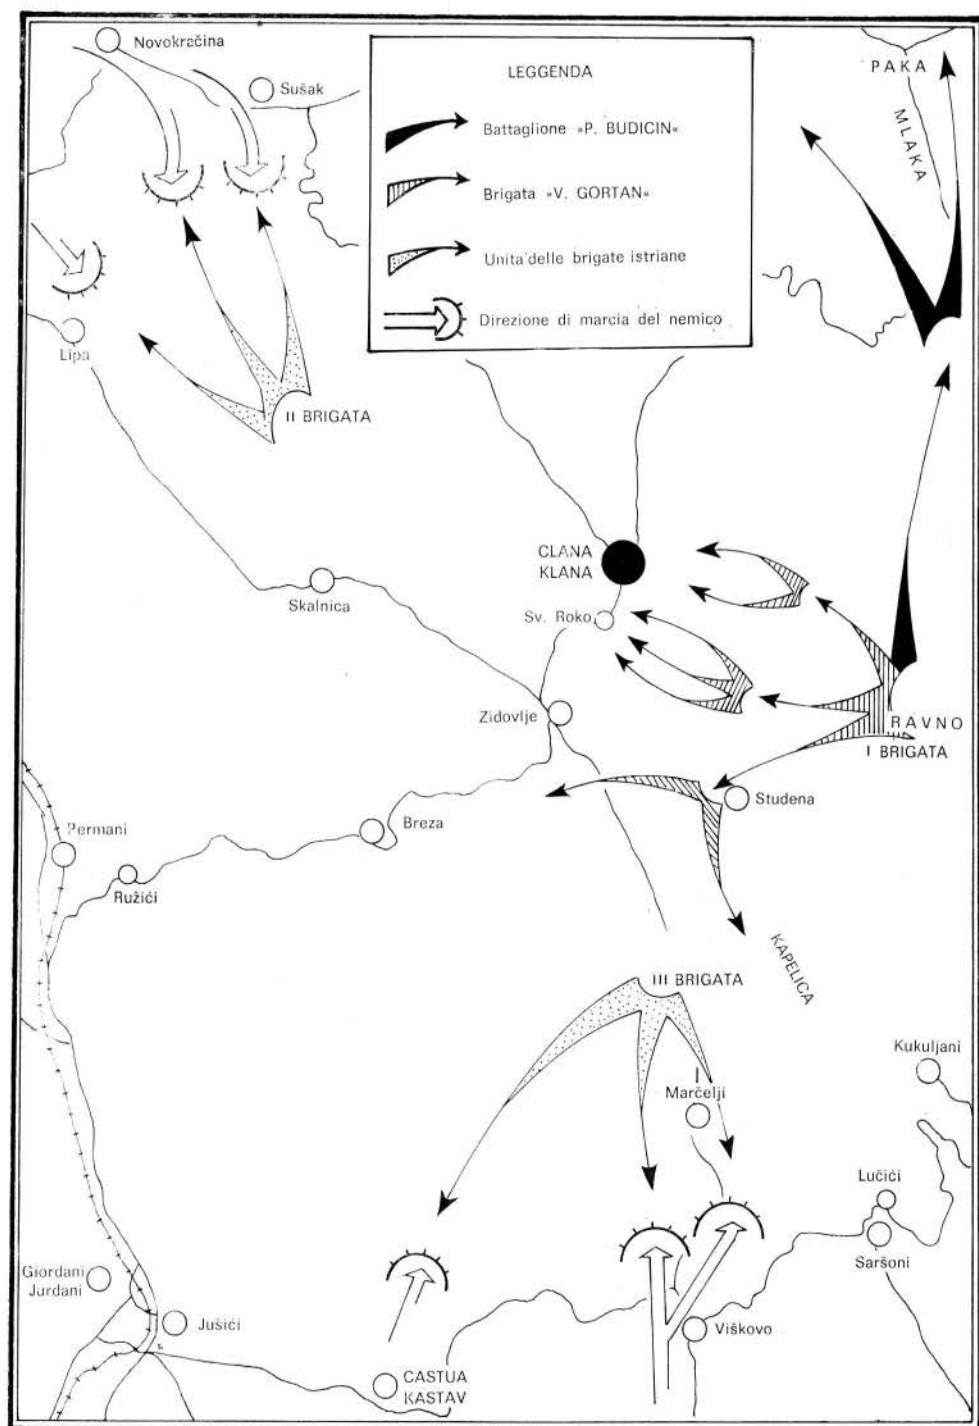 Novokračina
Sušak
LEGGENDA
Battaglione »P. BUDICIN«
Brigata »V. GORTAN«
Unita' delle brigate istriane
Direzione di marcia del nemico
PAKA
MLAKA
Lipa
II BRIGATA
CLANA
KLANA
Skalnica
Sv. Roko
Zidovlje
RAVNO
I BRIGATA
Studena
Permani
Breza
Ružići
KAPELICA
III BRIGATA
Kukuljani
Marčelji
Lučići
Saršoni
Giordani
Jurdani
Jušići
Viškovo
CASTUA
KASTAV